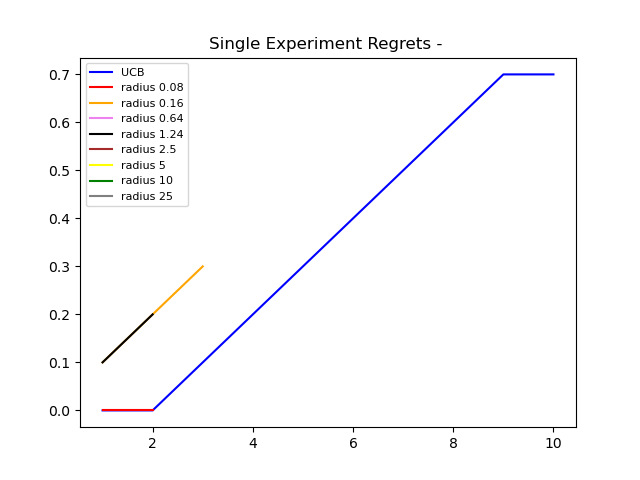 Single Experiment Regrets -
UCB
radius 0.08
radius 0.16
radius 0.64
radius 1.24
radius 2.5
radius 5
radius 10
radius 25
0.7
0.6
0.5
0.4
0.3
0.2
0.1
0.0
2 4 6 8 10